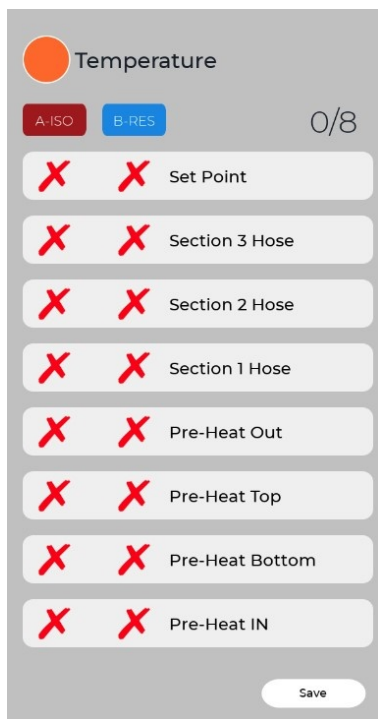 Temperature
A-ISO B-RES 0/8
Set Point
Section 3 Hose
Section 2 Hose
Section 1 Hose
Pre-Heat Out
Pre-Heat Top
Pre-Heat Bottom
Pre-Heat IN
Save